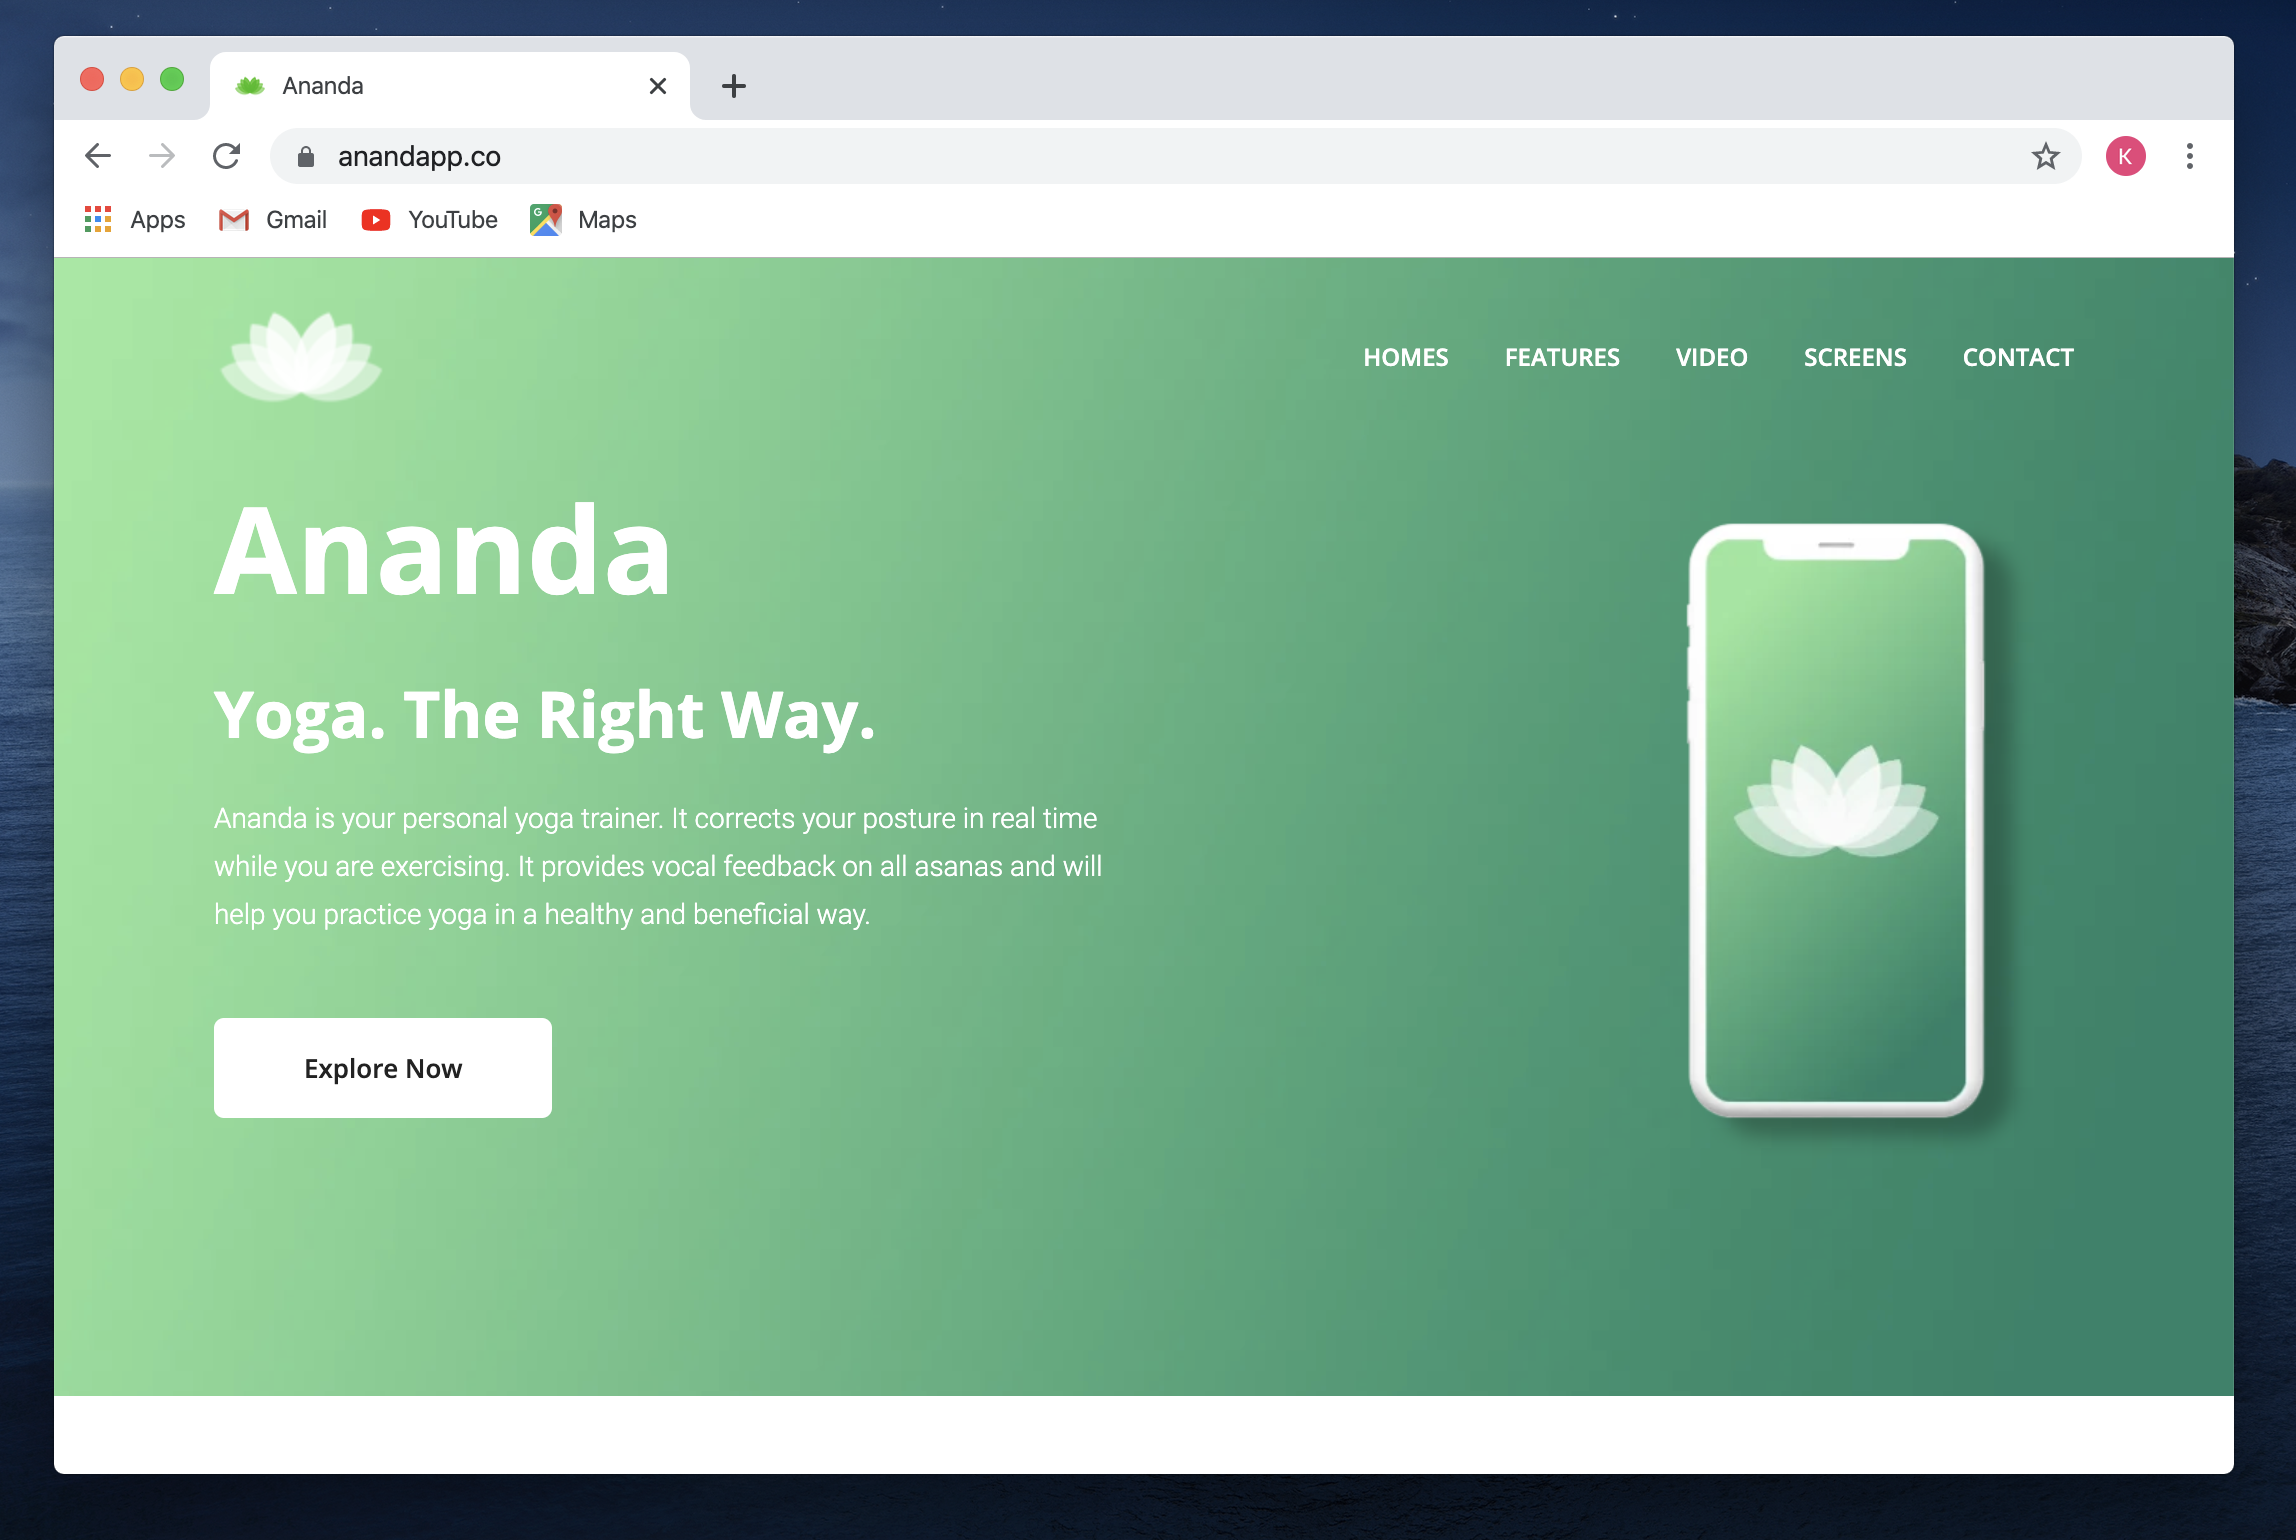 Ananda
anandapp.co
K
Apps Gmail YouTube Maps
HOMES FEATURES VIDEO SCREENS CONTACT
Ananda
Yoga. The Right Way.
Ananda is your personal yoga trainer. It corrects your posture in real time
while you are exercising. It provides vocal feedback on all asanas and will
help you practice yoga in a healthy and beneficial way.
Explore Now